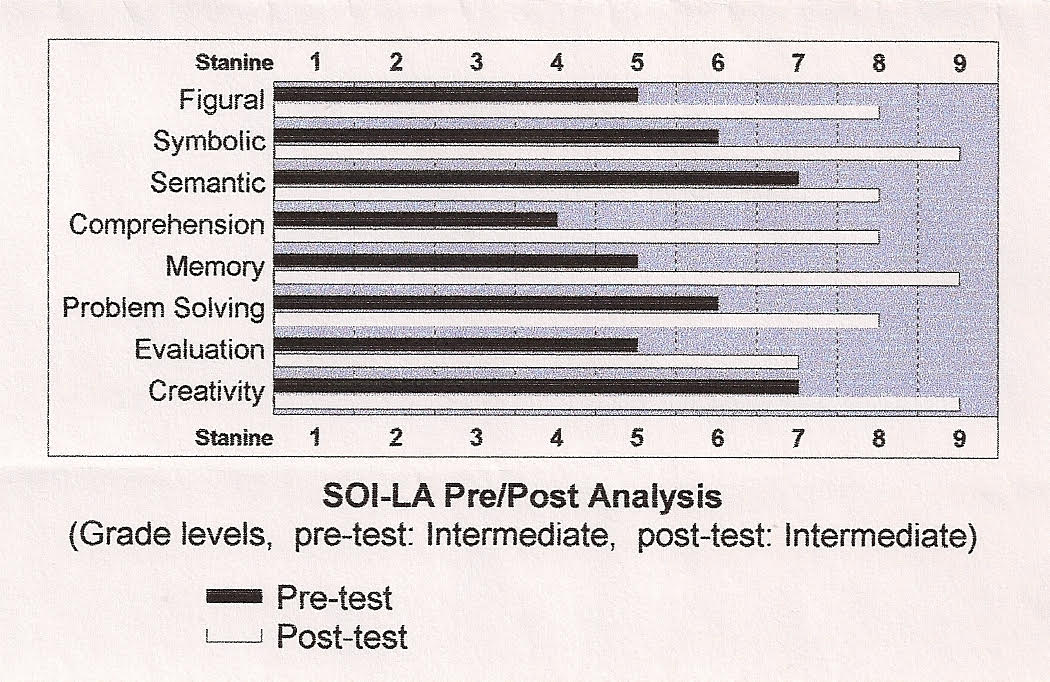 Stanine 1 2 3 4 5 6 7 8 9
Figural
Symbolic
Semantic
Comprehension
Memory
Problem Solving
Evaluation
Creativity
Stanine 1 2 3 4 5 6 7 8 9
SOI-LA Pre/Post Analysis
(Grade levels, pre-test: Intermediate, post-test: Intermediate)
Pre-test
Post-test